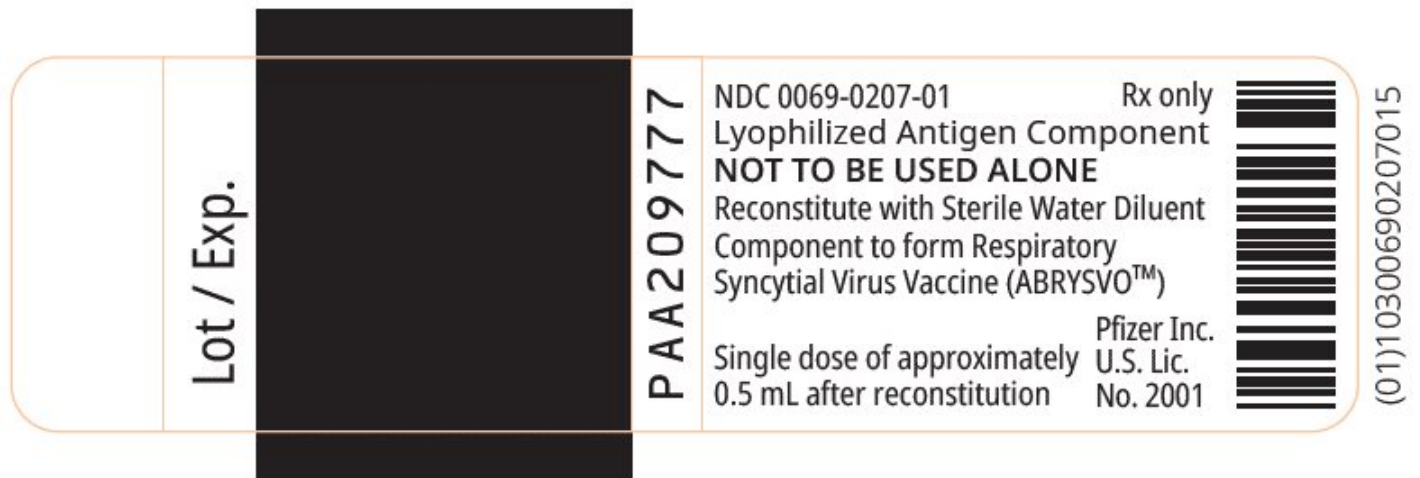 Lot / Exp.
PAA209777
NDC 0069-0207-01 Rx only
Lyophilized Antigen Component
NOT TO BE USED ALONE
Reconstitute with Sterile Water Diluent
Component to form Respiratory
Syncytial Virus Vaccine (ABRYSVO™)
Single dose of approximately
0.5 mL after reconstitution
Pfizer Inc.
U.S. Lic.
No. 2001
(01)10300690207015